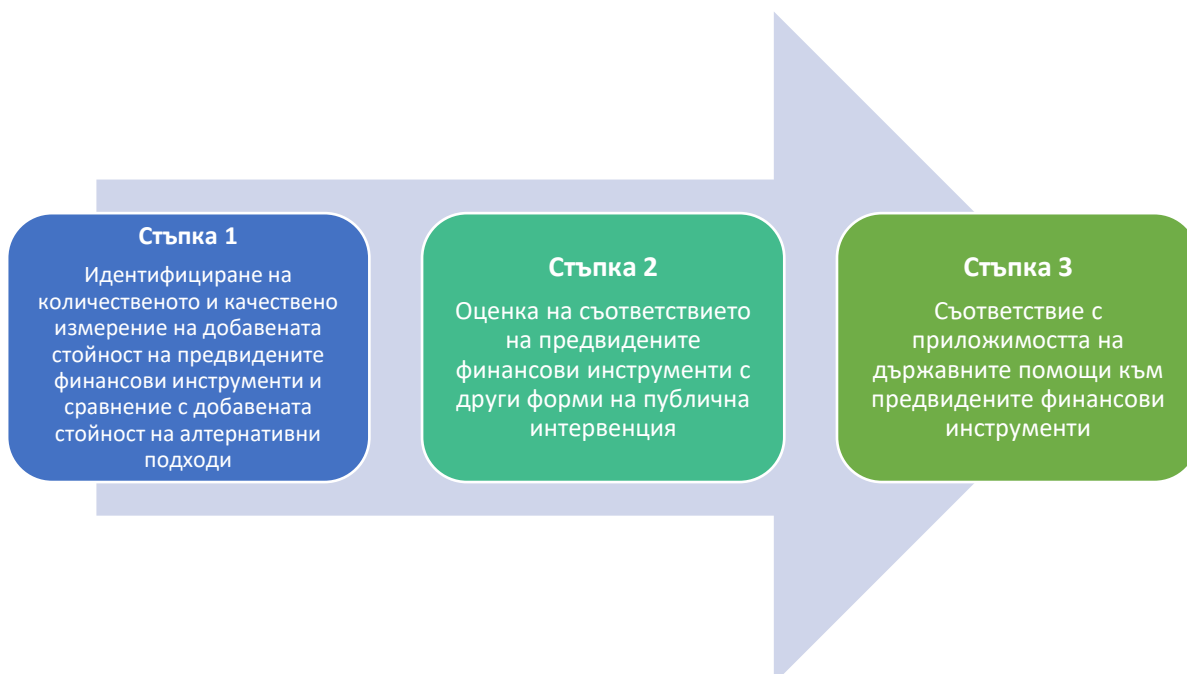 Стъпка 1
Идентифициране на
количественото и качествено
измерение на добавената
стойност на предвидените
финансови инструменти и
сравнение с добавената
стойност на алтернативни
подходи
Стъпка 2
Оценка на съответствието
на предвидените
финансови инструменти с
други форми на публична
интервенция
Стъпка 3
Съответствие с
приложимостта на
държавните помощи към
предвидените финансови
инструменти